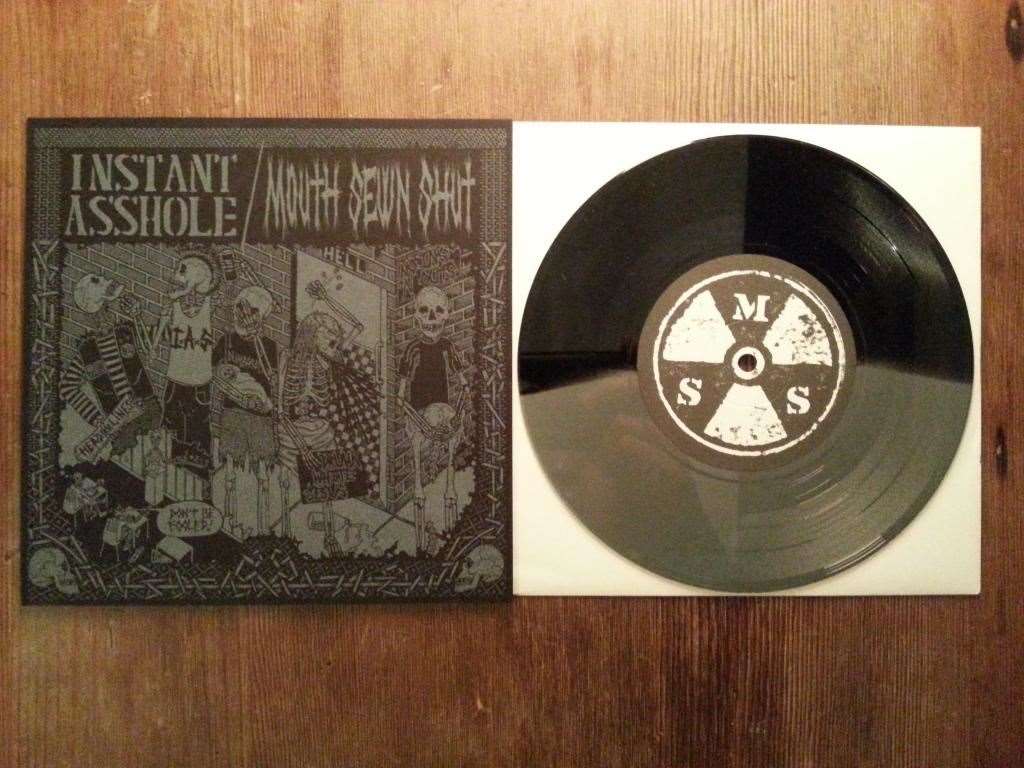 INSTANT
ASSHOLE
/
MOUTH SEWN SHUT
HELL
I.A.
DON'T BE
FOOLED!
M
S S